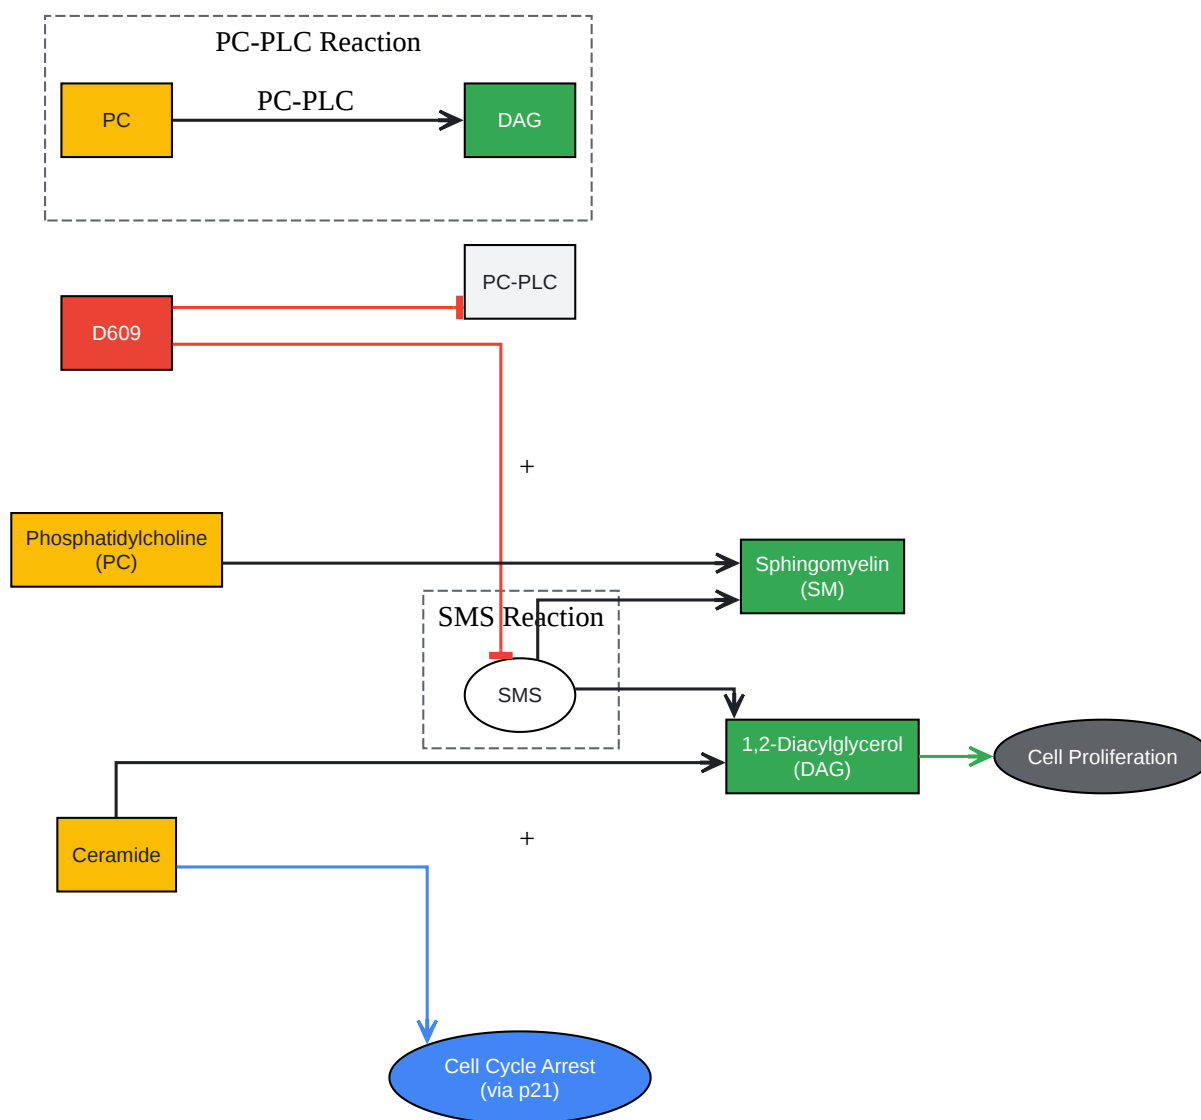 PC-PLC Reaction
PC-PLC
PC
DAG
PC-PLC
D609
+
Phosphatidylcholine
(PC)
Sphingomyelin
(SM)
SMS Reaction
SMS
1,2-Diacylglycerol
(DAG)
Cell Proliferation
+
Ceramide
Cell Cycle Arrest
(via p21)